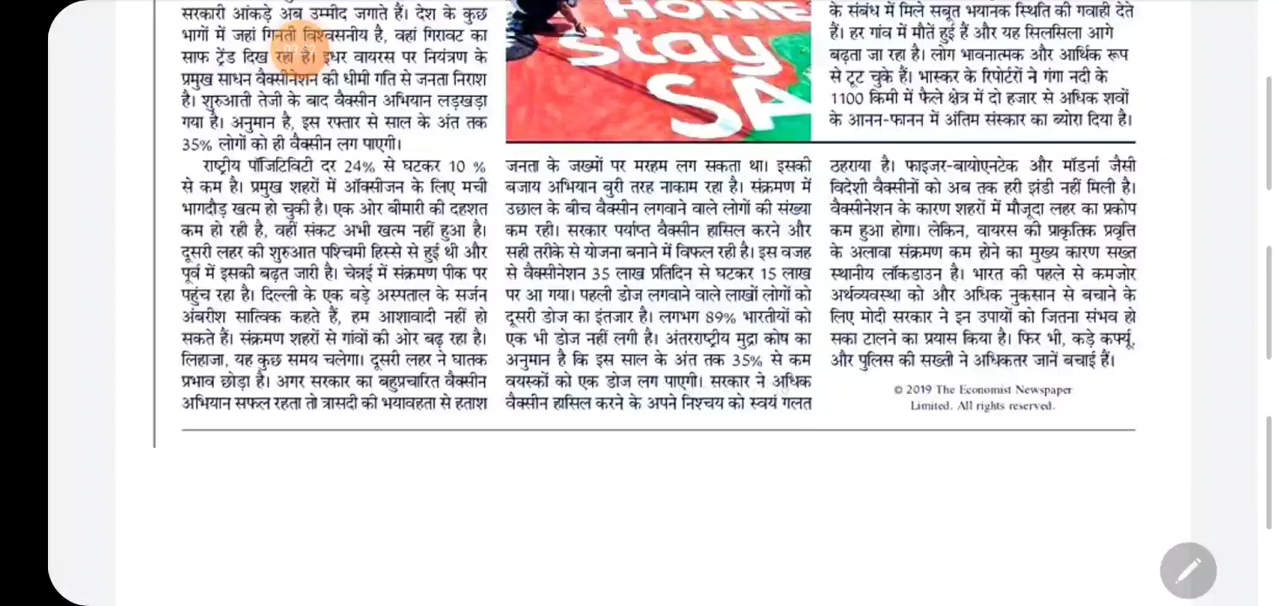 सरकारी आंकड़े अब उम्मीद जगाते हैं। देश के कुछ
भागों में जहां गिनती विश्वसनीय है, वहां गिरावट का
साफ ट्रेंड दिख रहा है। इधर वायरस पर नियंत्रण के
प्रमुख साधन वैक्सीनेशन की धीमी गति से जनता निराश
है। शुरुआती तेजी के बाद वैक्सीन अभियान लड़खड़ा
गया है। अनुमान है, इस रफ्तार से साल के अंत तक
35% लोगों को ही वैक्सीन लग पाएगी।
राष्ट्रीय पॉजिटिविटी दर 24% से घटकर 10 %
से कम है। प्रमुख शहरों में ऑक्सीजन के लिए मची
भागदौड़ खत्म हो चुकी है। एक ओर बीमारी की दहशत
कम हो रही है, वहीं संकट अभी खत्म नहीं हुआ है।
दूसरी लहर की शुरुआत पश्चिमी हिस्से से हुई थी और
पूर्व में इसकी बढ़त जारी है। चेन्नई में संक्रमण पीक पर
पहुंच रहा है। दिल्ली के एक बड़े अस्पताल के सर्जन
अंबरीश सात्विक कहते हैं, हम आशावादी नहीं हो
सकते हैं। संक्रमण शहरों से गांवों की ओर बढ़ रहा है।
लिहाजा, यह कुछ समय चलेगा। दूसरी लहर ने घातक
प्रभाव छोड़ा है। अगर सरकार का बहुप्रचारित वैक्सीन
अभियान सफल रहता तो त्रासदी की भयावहता से हताश
HOME
Stay
SA
जनता के जख्मों पर मरहम लग सकता था। इसकी
बजाय अभियान बुरी तरह नाकाम रहा है। संक्रमण में
उछाल के बीच वैक्सीन लगवाने वाले लोगों की संख्या
कम रही। सरकार पर्याप्त वैक्सीन हासिल करने और
सही तरीके से योजना बनाने में विफल रही है। इस वजह
से वैक्सीनेशन 35 लाख प्रतिदिन से घटकर 15 लाख
पर आ गया। पहली डोज लगवाने वाले लाखों लोगों को
दूसरी डोज का इंतजार है। लगभग 89% भारतीयों को
एक भी डोज नहीं लगी है। अंतरराष्ट्रीय मुद्रा कोष का
अनुमान है कि इस साल के अंत तक 35% से कम
वयस्कों को एक डोज लग पाएगी। सरकार ने अधिक
वैक्सीन हासिल करने के अपने निश्चय को स्वयं गलत
के संबंध में मिले सबूत भयानक स्थिति की गवाही देते
हैं। हर गांव में मौतें हुई हैं और यह सिलसिला आगे
बढ़ता जा रहा है। लोग भावनात्मक और आर्थिक रूप
से टूट चुके हैं। भास्कर के रिपोर्टरों ने गंगा नदी के
1100 किमी में फैले क्षेत्र में दो हजार से अधिक शवों
के आनन-फानन में अंतिम संस्कार का ब्योरा दिया है।
ठहराया है। फाइजर-बायोएनटेक और मॉडर्ना जैसी
विदेशी वैक्सीनों को अब तक हरी झंडी नहीं मिली है।
वैक्सीनेशन के कारण शहरों में मौजूदा लहर का प्रकोप
कम हुआ होगा। लेकिन, वायरस की प्राकृतिक प्रवृत्ति
के अलावा संक्रमण कम होने का मुख्य कारण सख्त
स्थानीय लॉकडाउन है। भारत की पहले से कमजोर
अर्थव्यवस्था को और अधिक नुकसान से बचाने के
लिए मोदी सरकार ने इन उपायों को जितना संभव हो
सका टालने का प्रयास किया है। फिर भी, कड़े कर्फ्यू,
और पुलिस की सख्ती ने अधिकतर जानें बचाई हैं।
© 2019 The Economist Newspaper
Limited. All rights reserved.